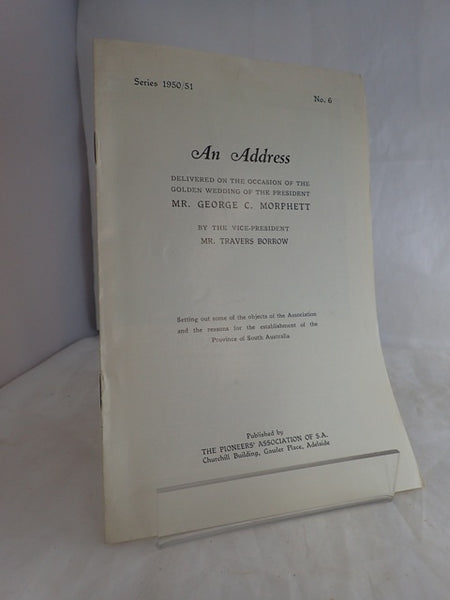 Series 1950/51
No. 6
An Address
DELIVERED ON THE OCCASION OF THE
GOLDEN WEDDING OF THE PRESIDENT
MR. GEORGE C. MORPHETT
BY THE VICE-PRESIDENT
MR. TRAVERS BORROW
Setting out some of the objects of the Association
and the reasons for the establishment of the
Province of South Australia
Published by
THE PIONEERS' ASSOCIATION OF S.A.
Churchill Building, Gawler Place, Adelaide